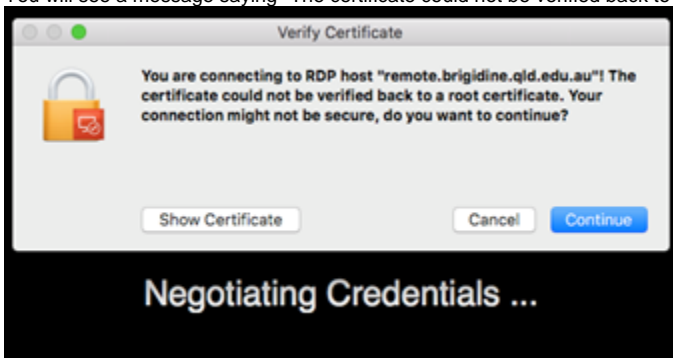 You will see a message saying "The certificate could not be verified back to
Verify Certificate
You are connecting to RDP host "remote.brigidine.qld.edu.au"! The
certificate could not be verified back to a root certificate. Your
connection might not be secure, do you want to continue?
Show Certificate
Cancel
Continue
Negotiating Credentials ...